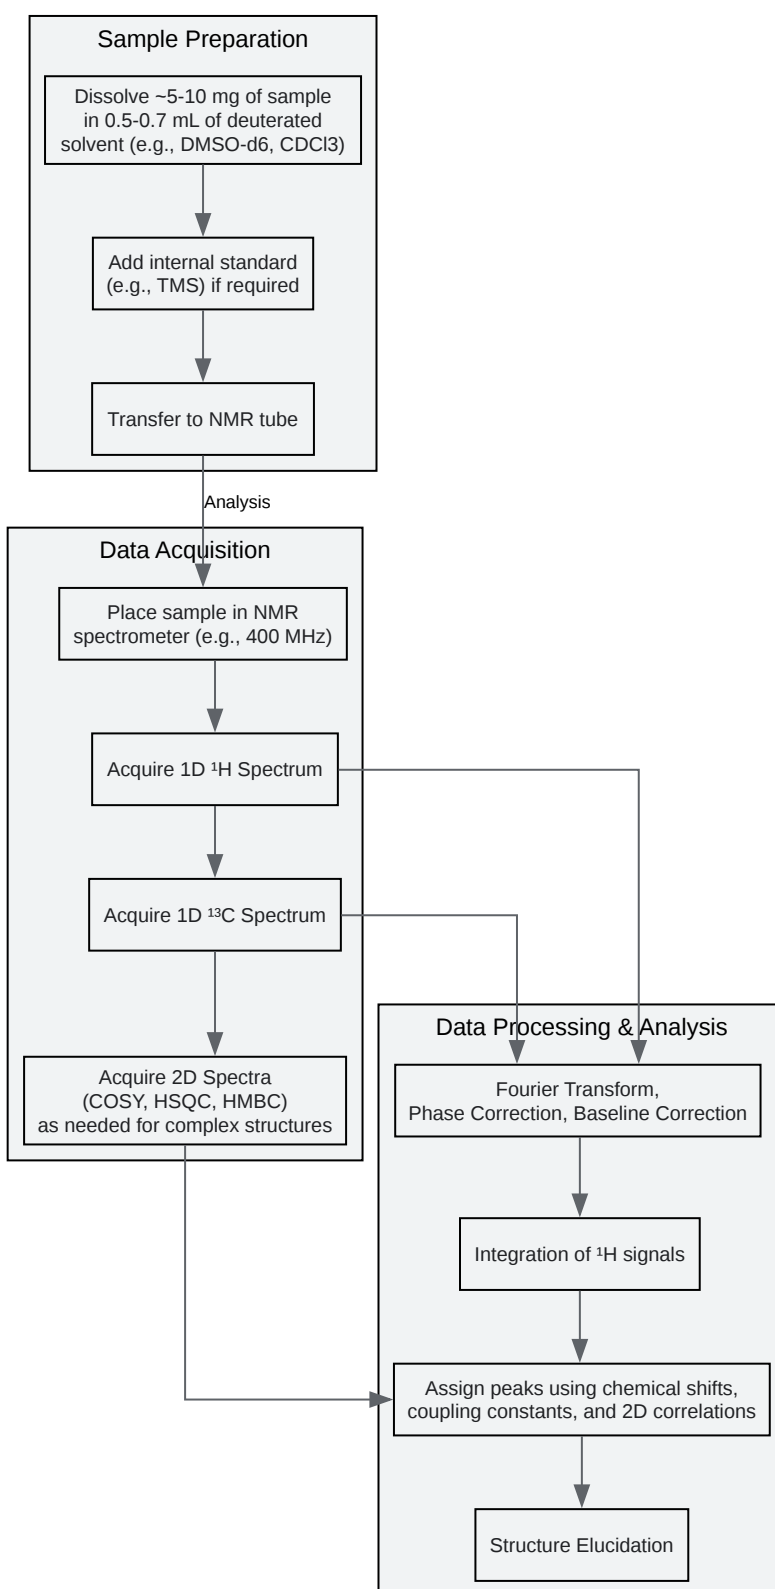 Sample Preparation
Dissolve ~5-10 mg of sample
in 0.5-0.7 mL of deuterated
solvent (e.g., DMSO-d6, CDCl3)
Add internal standard
(e.g., TMS) if required
Transfer to NMR tube
Analysis
Data Acquisition
Place sample in NMR
spectrometer (e.g., 400 MHz)
Acquire 1D ¹H Spectrum
Acquire 1D ¹³C Spectrum
Acquire 2D Spectra
(COSY, HSQC, HMBC)
as needed for complex structures
Data Processing & Analysis
Fourier Transform,
Phase Correction, Baseline Correction
Integration of ¹H signals
Assign peaks using chemical shifts,
coupling constants, and 2D correlations
Structure Elucidation